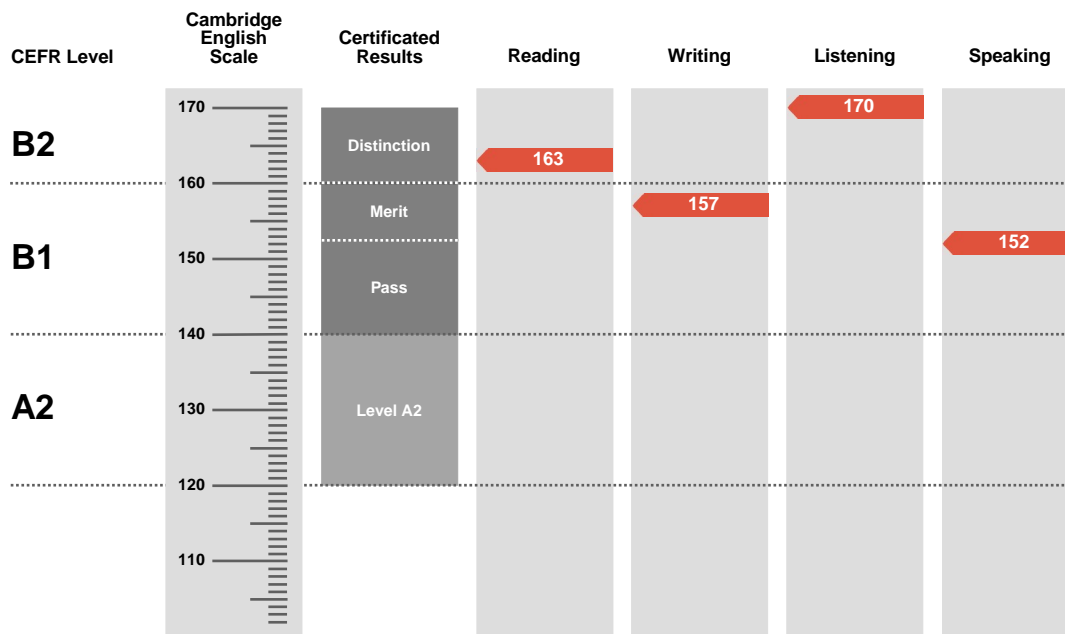 CEFR Level
Cambridge
English
Scale
Certificated
Results
Reading
Writing
Listening
Speaking
170
160
150
140
130
120
110
B2
B1
A2
Distinction
Merit
Pass
Level A2
163
157
170
152